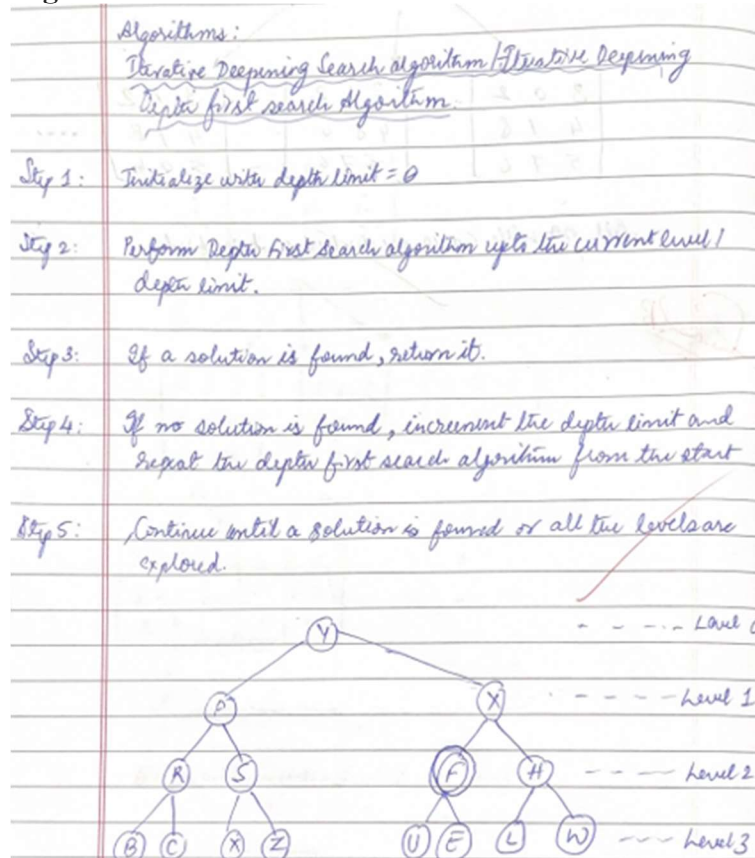 Algorithms:
Iterative Deepening Search algorithm / Iterative Deepening
Depth first search Algorithm.
Step 1: Initialize with depth limit = 0
Step 2: Perform Depth First Search algorithm upto the current level /
depth limit.
Step 3: If a solution is found, return it.
Step 4: If no solution is found, increment the depth limit and
repeat the depth first search algorithm from the start
Step 5: Continue until a solution is found or all the levels are
explored.
Y - - - - Level 0
P X - - - - Level 1
R S F H - - - - Level 2
B C X Z U E L W - - - Level 3